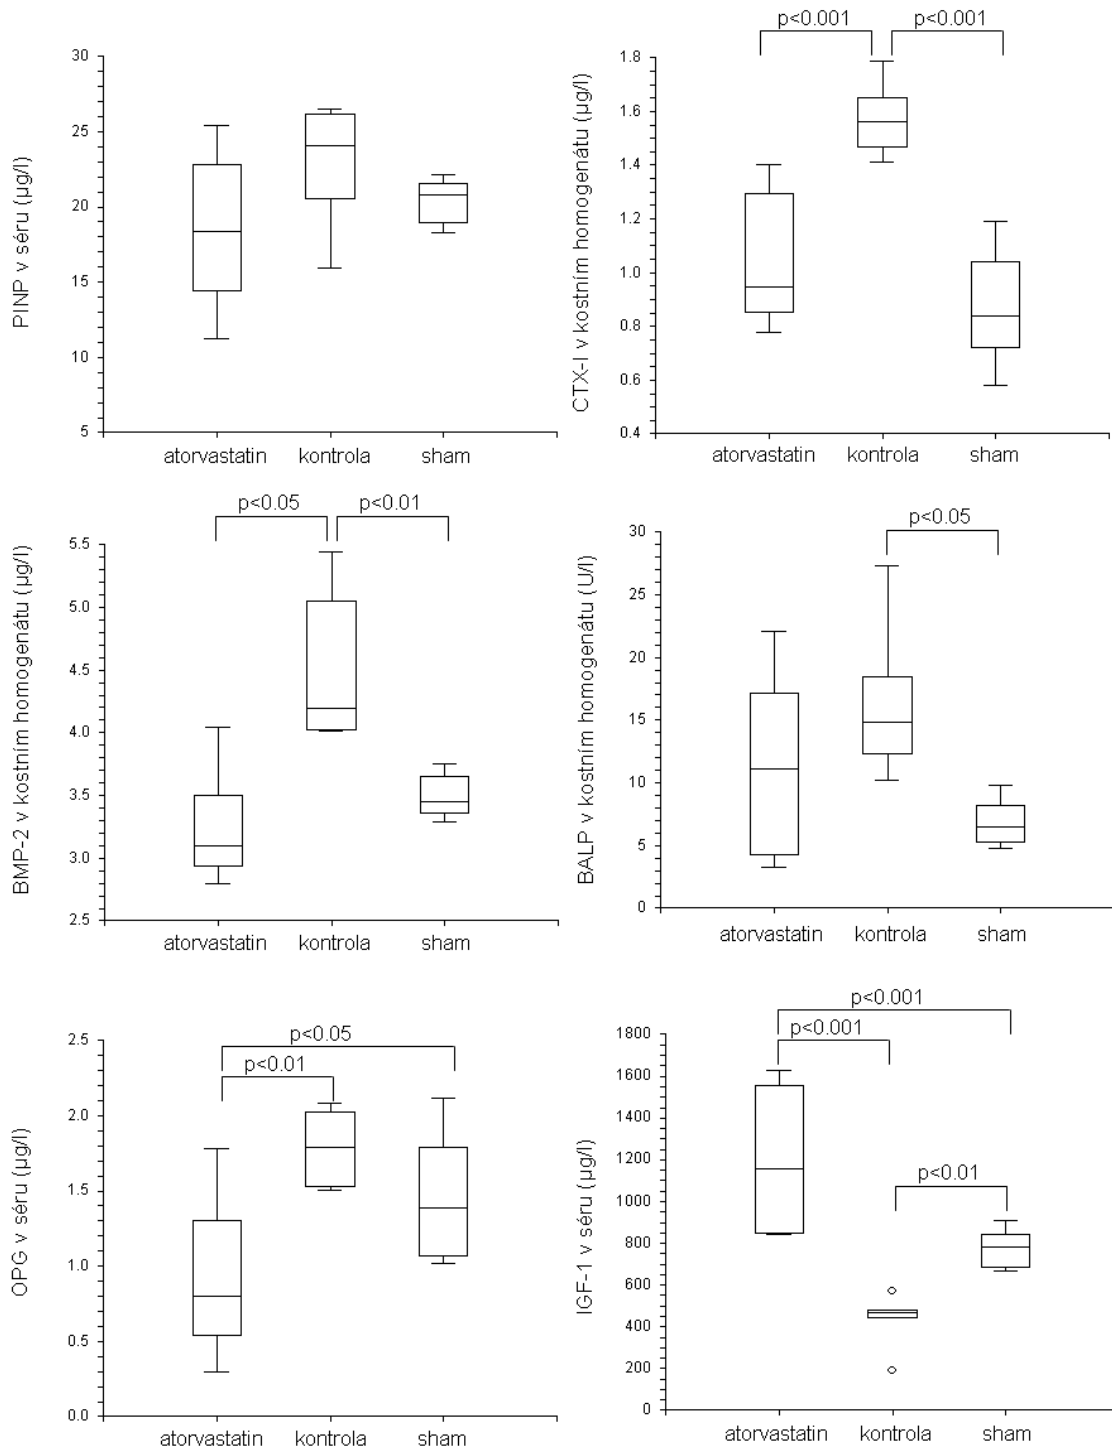 p<0.001
p<0.001
PINP v séru (µg/l)
30
25
20
15
10
5
atorvastatin
kontrola
sham
CTX-I v kostním homogenátu (µg/l)
1.8
1.6
1.4
1.2
1.0
0.8
0.6
0.4
atorvastatin
kontrola
sham
p<0.05
p<0.01
BMP-2 v kostním homogenátu (µg/l)
5.5
5.0
4.5
4.0
3.5
3.0
2.5
atorvastatin
kontrola
sham
p<0.05
BALP v kostním homogenátu (U/l)
30
25
20
15
10
5
0
atorvastatin
kontrola
sham
p<0.05
p<0.01
OPG v séru (µg/l)
2.5
2.0
1.5
1.0
0.5
0.0
atorvastatin
kontrola
sham
p<0.001
p<0.001
p<0.01
IGF-1 v séru (µg/l)
1800
1600
1400
1200
1000
800
600
400
200
0
atorvastatin
kontrola
sham